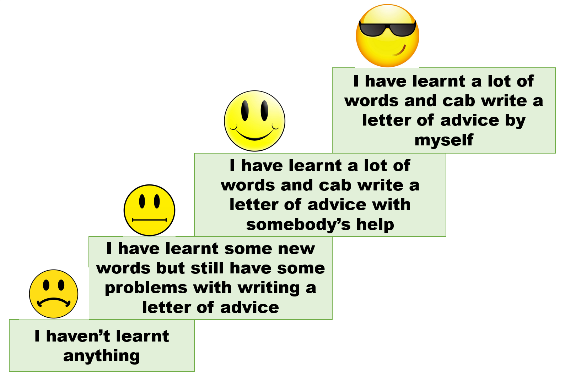 I have learnt a lot of
words and cab write a
letter of advice by
myself
I have learnt a lot of
words and cab write a
letter of advice with
somebody's help
I have learnt some new
words but still have some
problems with writing a
letter of advice
I haven't learnt
anything